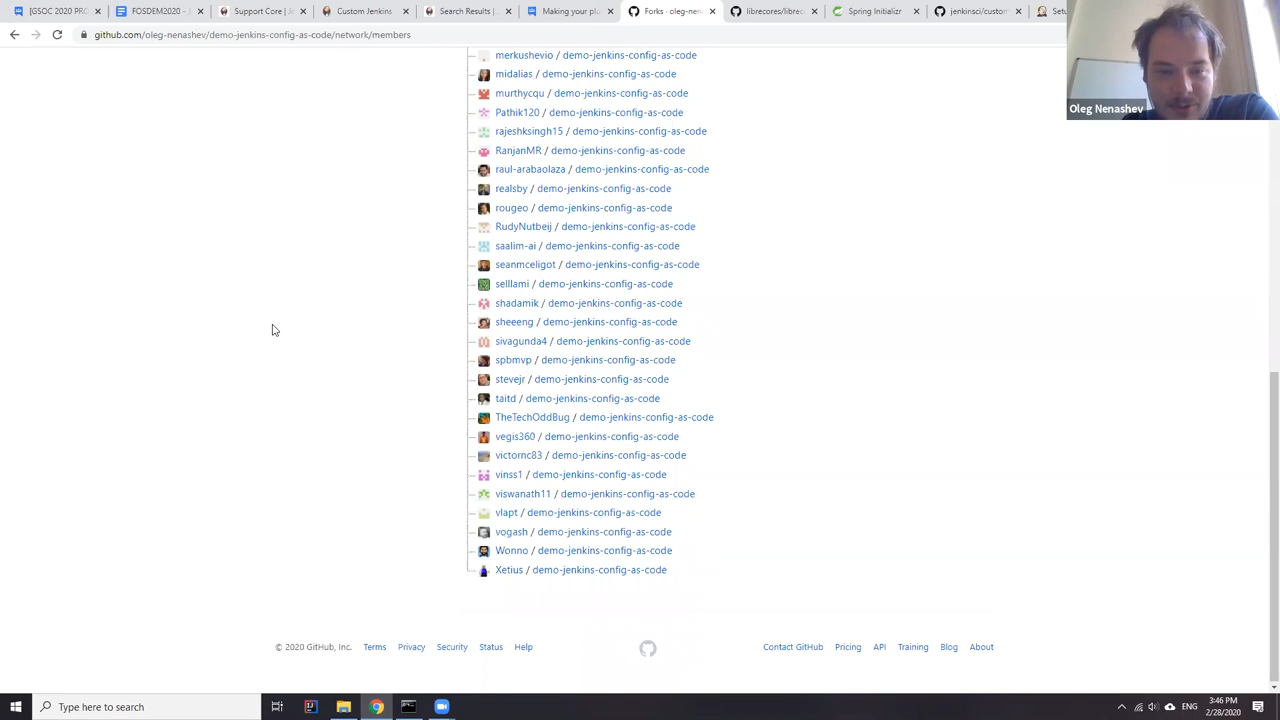 [GSOC 2020 PRO
FOSDEM2020 -
Support Core | Je
Custom Jenkins
Search Results |
Making your plu
Forks · oleg-nena
librecores/librec
Spring Initializr
jenkinsci/custom
Setu
github.com/oleg-nenashev/demo-jenkins-config-as-code/network/members
Oleg Nenashev
merkushevio / demo-jenkins-config-as-code
midalias / demo-jenkins-config-as-code
murthycqu / demo-jenkins-config-as-code
Pathik120 / demo-jenkins-config-as-code
rajeshksingh15 / demo-jenkins-config-as-code
RanjanMR / demo-jenkins-config-as-code
raul-arabaolaza / demo-jenkins-config-as-code
realsby / demo-jenkins-config-as-code
rougeo / demo-jenkins-config-as-code
RudyNutbeij / demo-jenkins-config-as-code
saalim-ai / demo-jenkins-config-as-code
seanmceligot / demo-jenkins-config-as-code
selllami / demo-jenkins-config-as-code
shadamik / demo-jenkins-config-as-code
sheeeng / demo-jenkins-config-as-code
sivagunda4 / demo-jenkins-config-as-code
spbmvp / demo-jenkins-config-as-code
stevejr / demo-jenkins-config-as-code
taitd / demo-jenkins-config-as-code
TheTechOddBug / demo-jenkins-config-as-code
vegis360 / demo-jenkins-config-as-code
victornc83 / demo-jenkins-config-as-code
vinss1 / demo-jenkins-config-as-code
viswanath11 / demo-jenkins-config-as-code
vlapt / demo-jenkins-config-as-code
vogash / demo-jenkins-config-as-code
Wonno / demo-jenkins-config-as-code
Xetius / demo-jenkins-config-as-code
© 2020 GitHub, Inc. Terms Privacy Security Status Help
Contact GitHub Pricing API Training Blog About
Type here to search
ENG
3:46 PM
2/28/2020